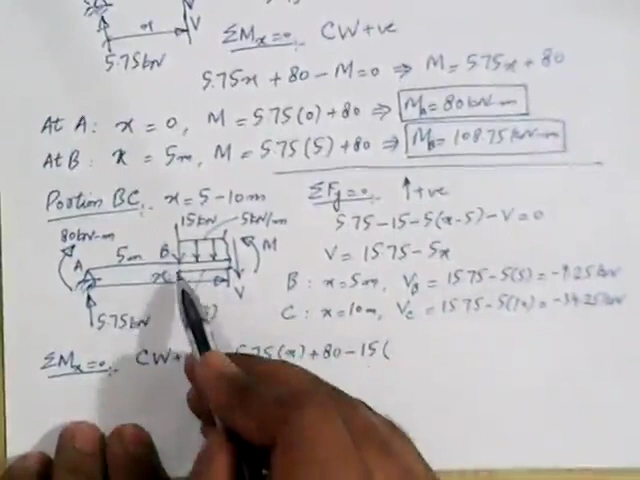 x V
5.75kN
ΣMx=0: CW+ve
5.75x + 80 - M = 0 ⇒ M = 5.75x + 80
At A: x = 0, M = 5.75(0) + 80 ⇒ MA = 80kN-m
At B: x = 5m, M = 5.75(5) + 80 ⇒ MB = 108.75kN-m
Portion BC: x = 5-10m
ΣFy=0: ↑+ve
15kN 5kN/m
5.75 - 15 - 5(x-5) - V = 0
80kN-m
5m B M
V = 15.75 - 5x
A x V
B: x=5m, VB = 15.75 - 5(5) = -9.25kN
5.75kN
C: x=10m, VC = 15.75 - 5(10) = -34.25kN
ΣMx=0: CW+ 5.75(x) + 80 - 15(